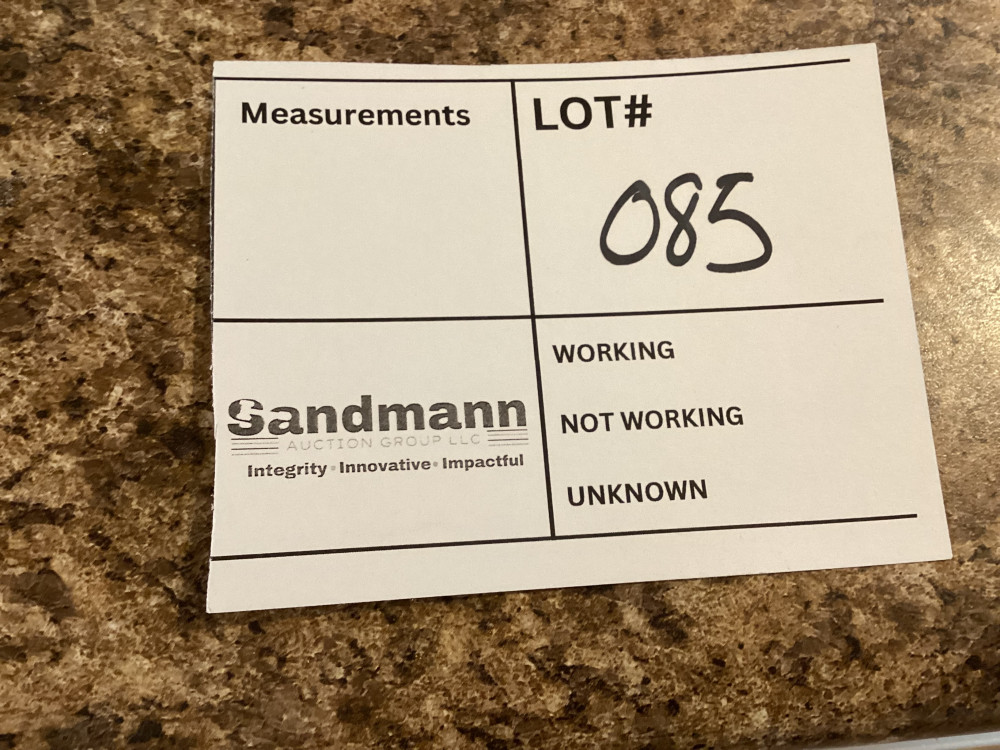 Measurements
LOT#
085
WORKING
NOT WORKING
UNKNOWN
Sandmann
AUCTION GROUP LLC
Integrity • Innovative • Impactful